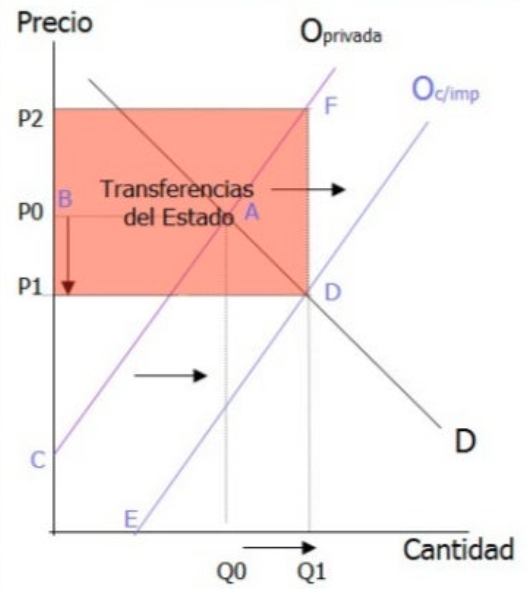 Precio
Oprivada
Oc/imp
P2
F
Transferencias
del Estado
B
P0
A
P1
D
C
D
E
Cantidad
Q0
Q1